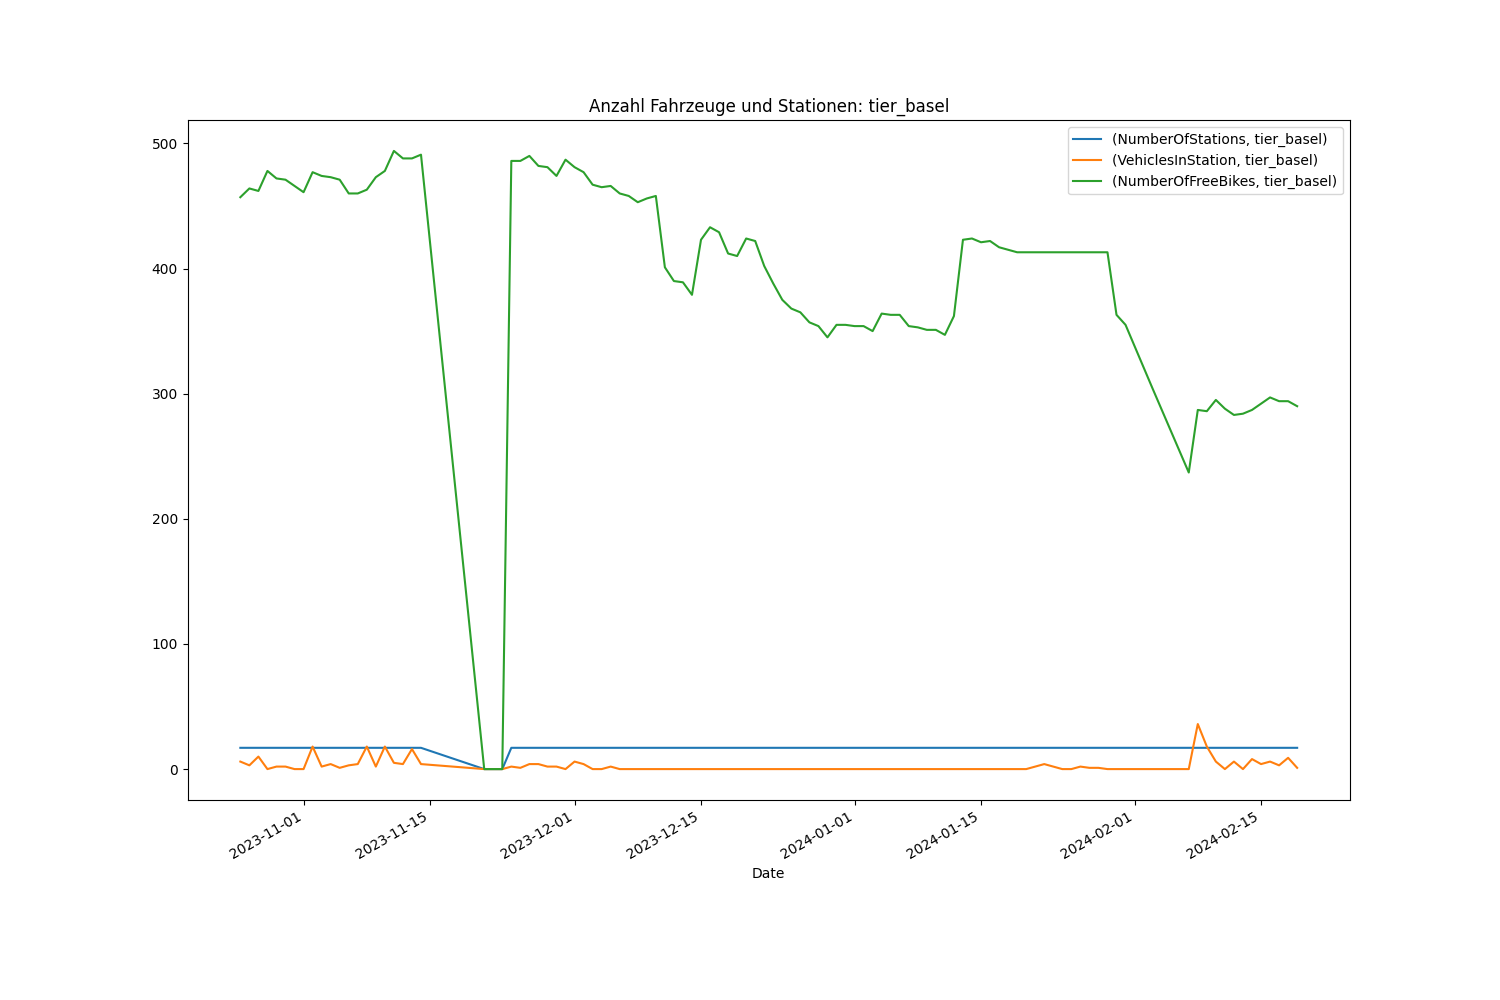 Anzahl Fahrzeuge und Stationen: tier_basel
(NumberOfStations, tier_basel)
(VehiclesInStation, tier_basel)
(NumberOfFreeBikes, tier_basel)
500
400
300
200
100
0
2023-11-01
2023-11-15
2023-12-01
2023-12-15
2024-01-01
2024-01-15
2024-02-01
2024-02-15
Date